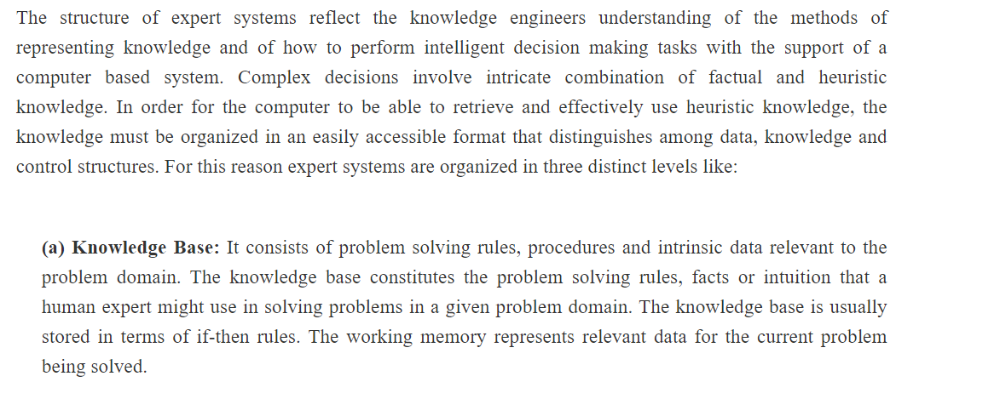 The structure of expert systems reflect the knowledge engineers understanding of the methods of
representing knowledge and of how to perform intelligent decision making tasks with the support of a
computer based system. Complex decisions involve intricate combination of factual and heuristic
knowledge. In order for the computer to be able to retrieve and effectively use heuristic knowledge, the
knowledge must be organized in an easily accessible format that distinguishes among data, knowledge and
control structures. For this reason expert systems are organized in three distinct levels like:
(a) Knowledge Base: It consists of problem solving rules, procedures and intrinsic data relevant to the
problem domain. The knowledge base constitutes the problem solving rules, facts or intuition that a
human expert might use in solving problems in a given problem domain. The knowledge base is usually
stored in terms of if-then rules. The working memory represents relevant data for the current problem
being solved.